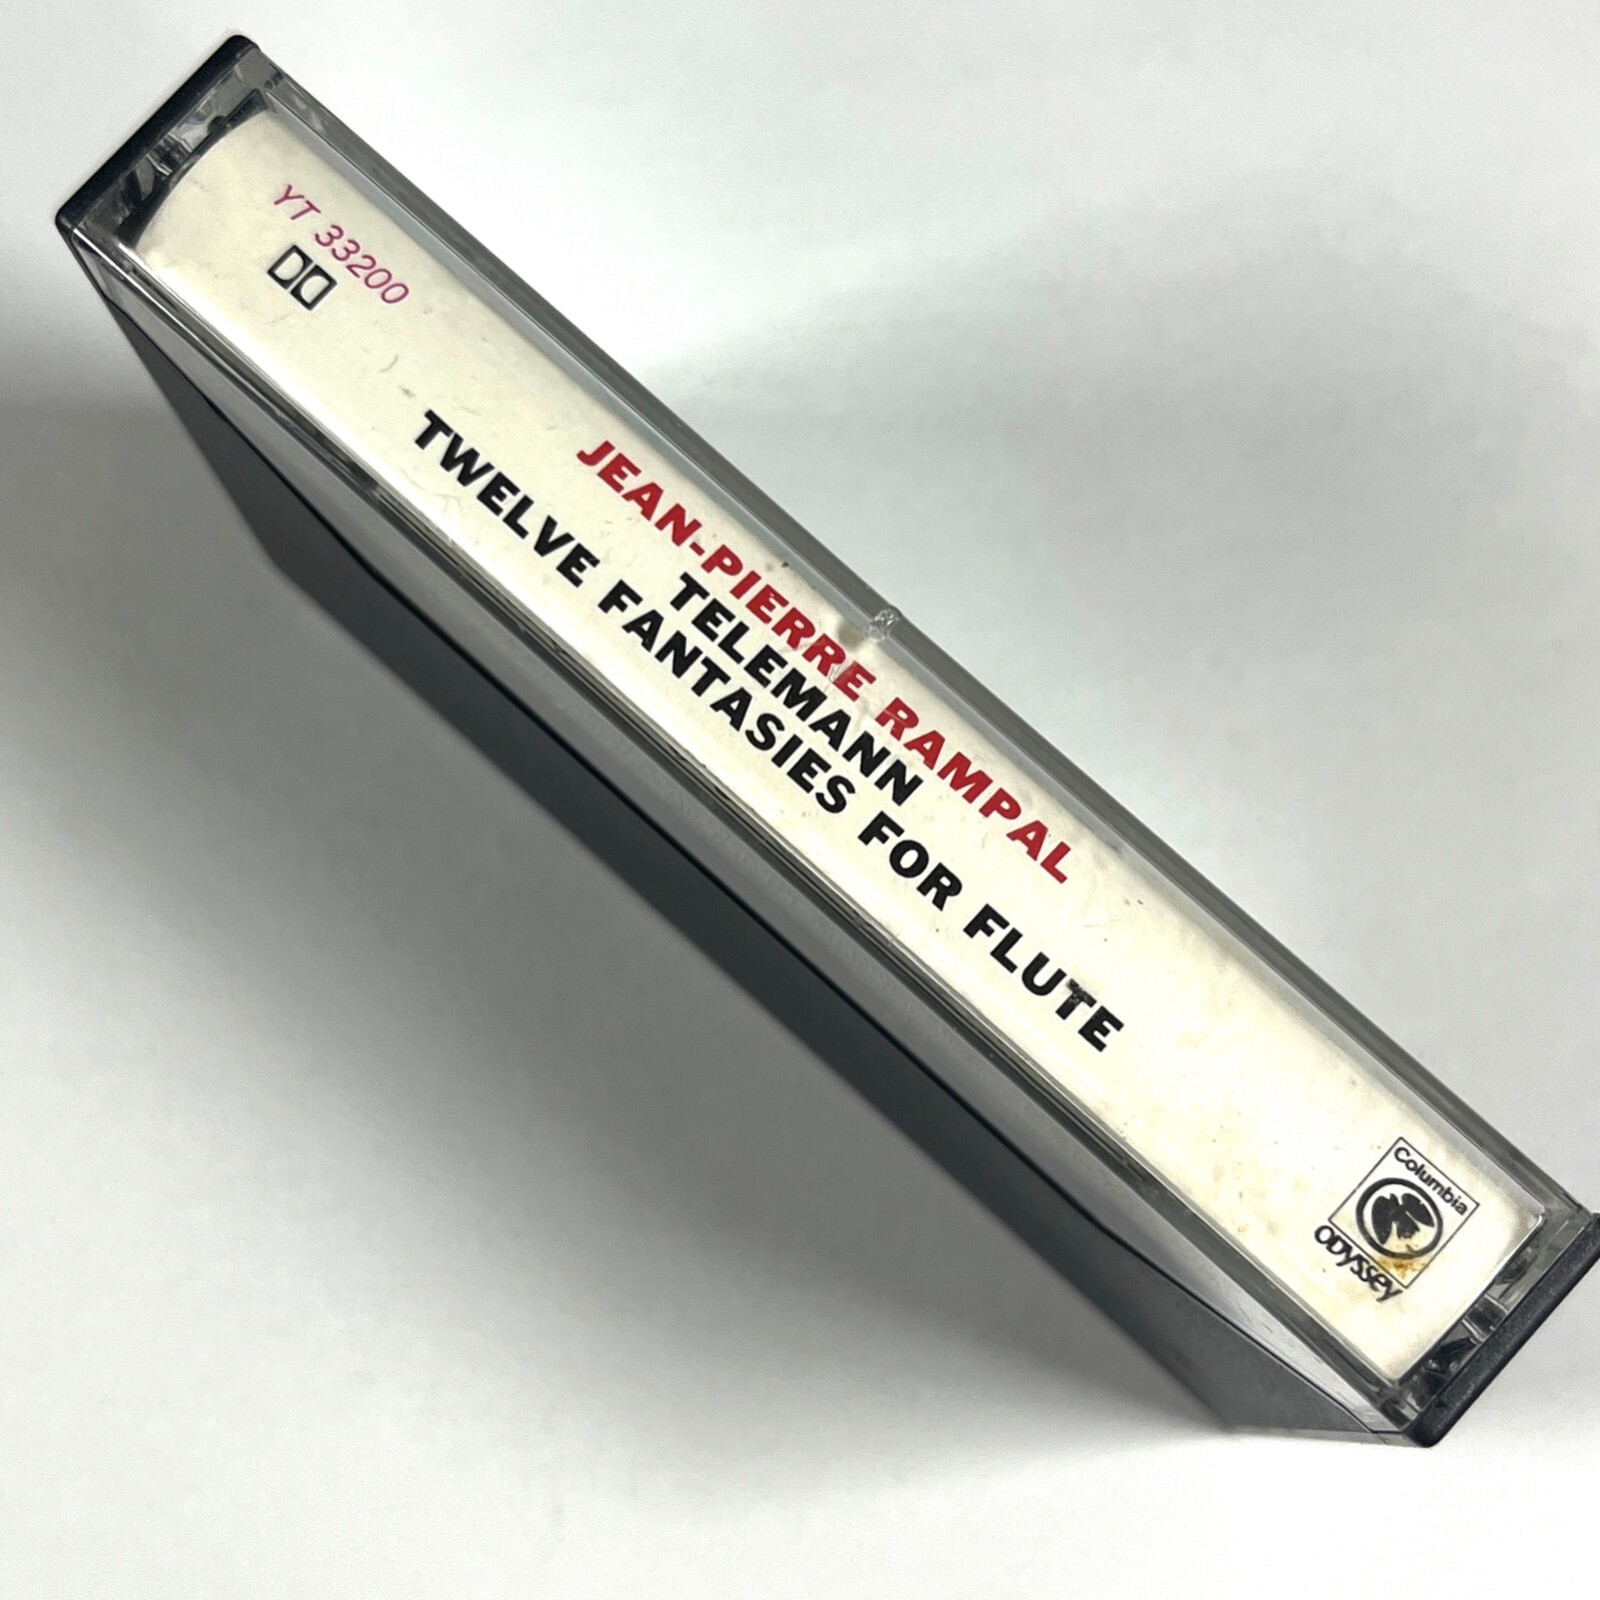 YT 33200
JEAN-PIERRE RAMPAL
TELEMANN
TWELVE FANTASIES FOR FLUTE
Columbia
ODYSSEY